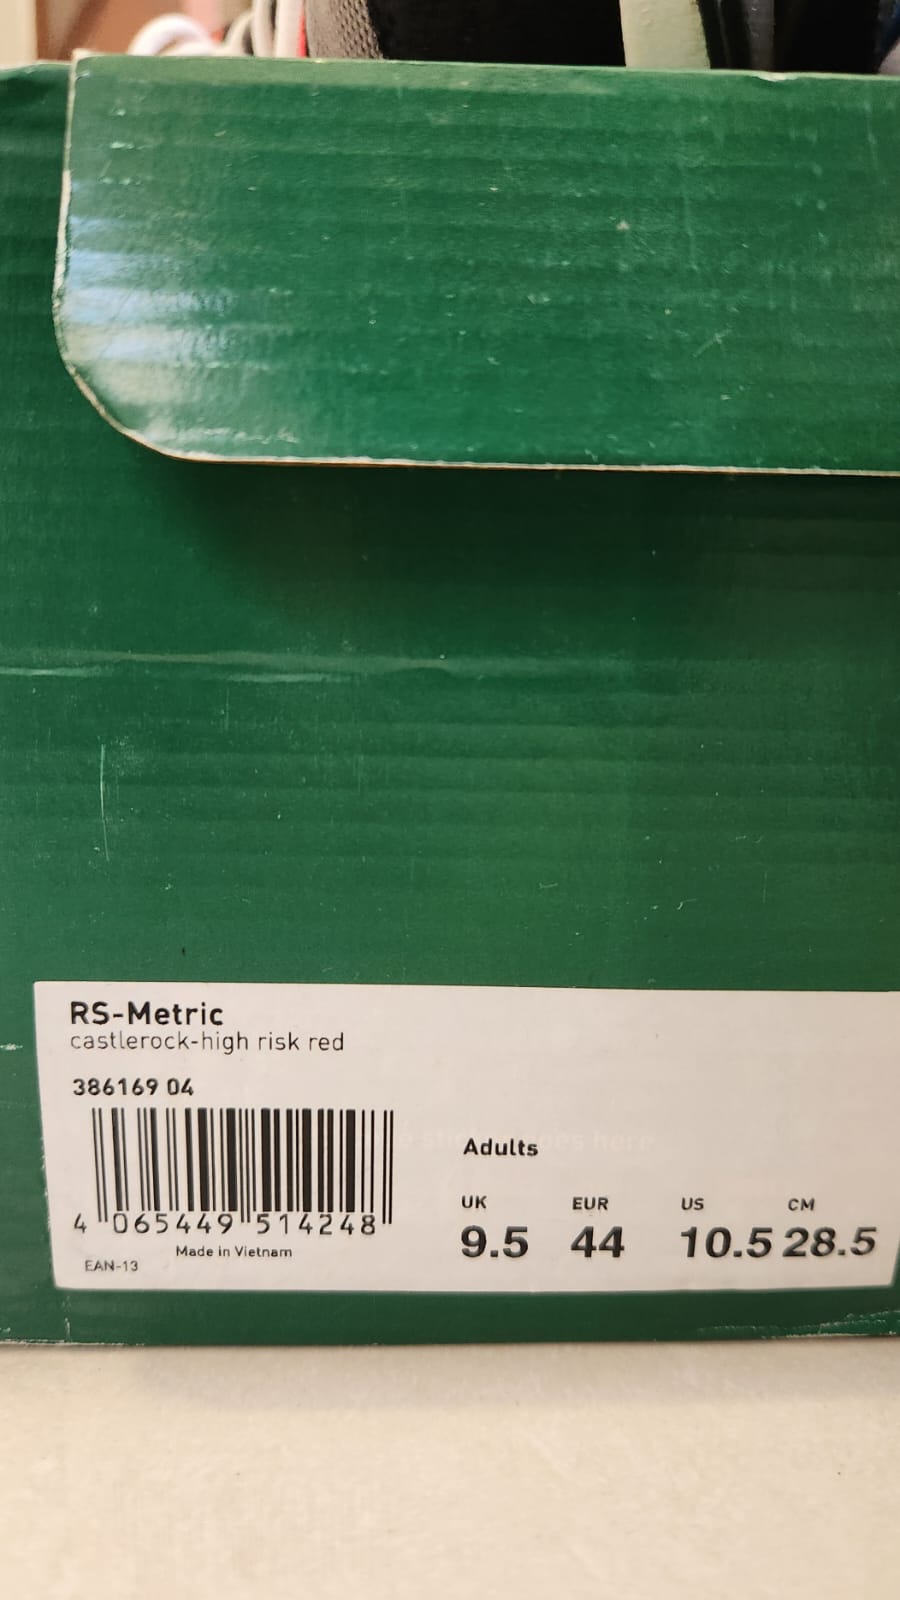 RS-Metric
castlerock-high risk red
386169 04
4 065449 514248
Made in Vietnam
EAN-13
Adults
UK EUR US CM
9.5 44 10.5 28.5